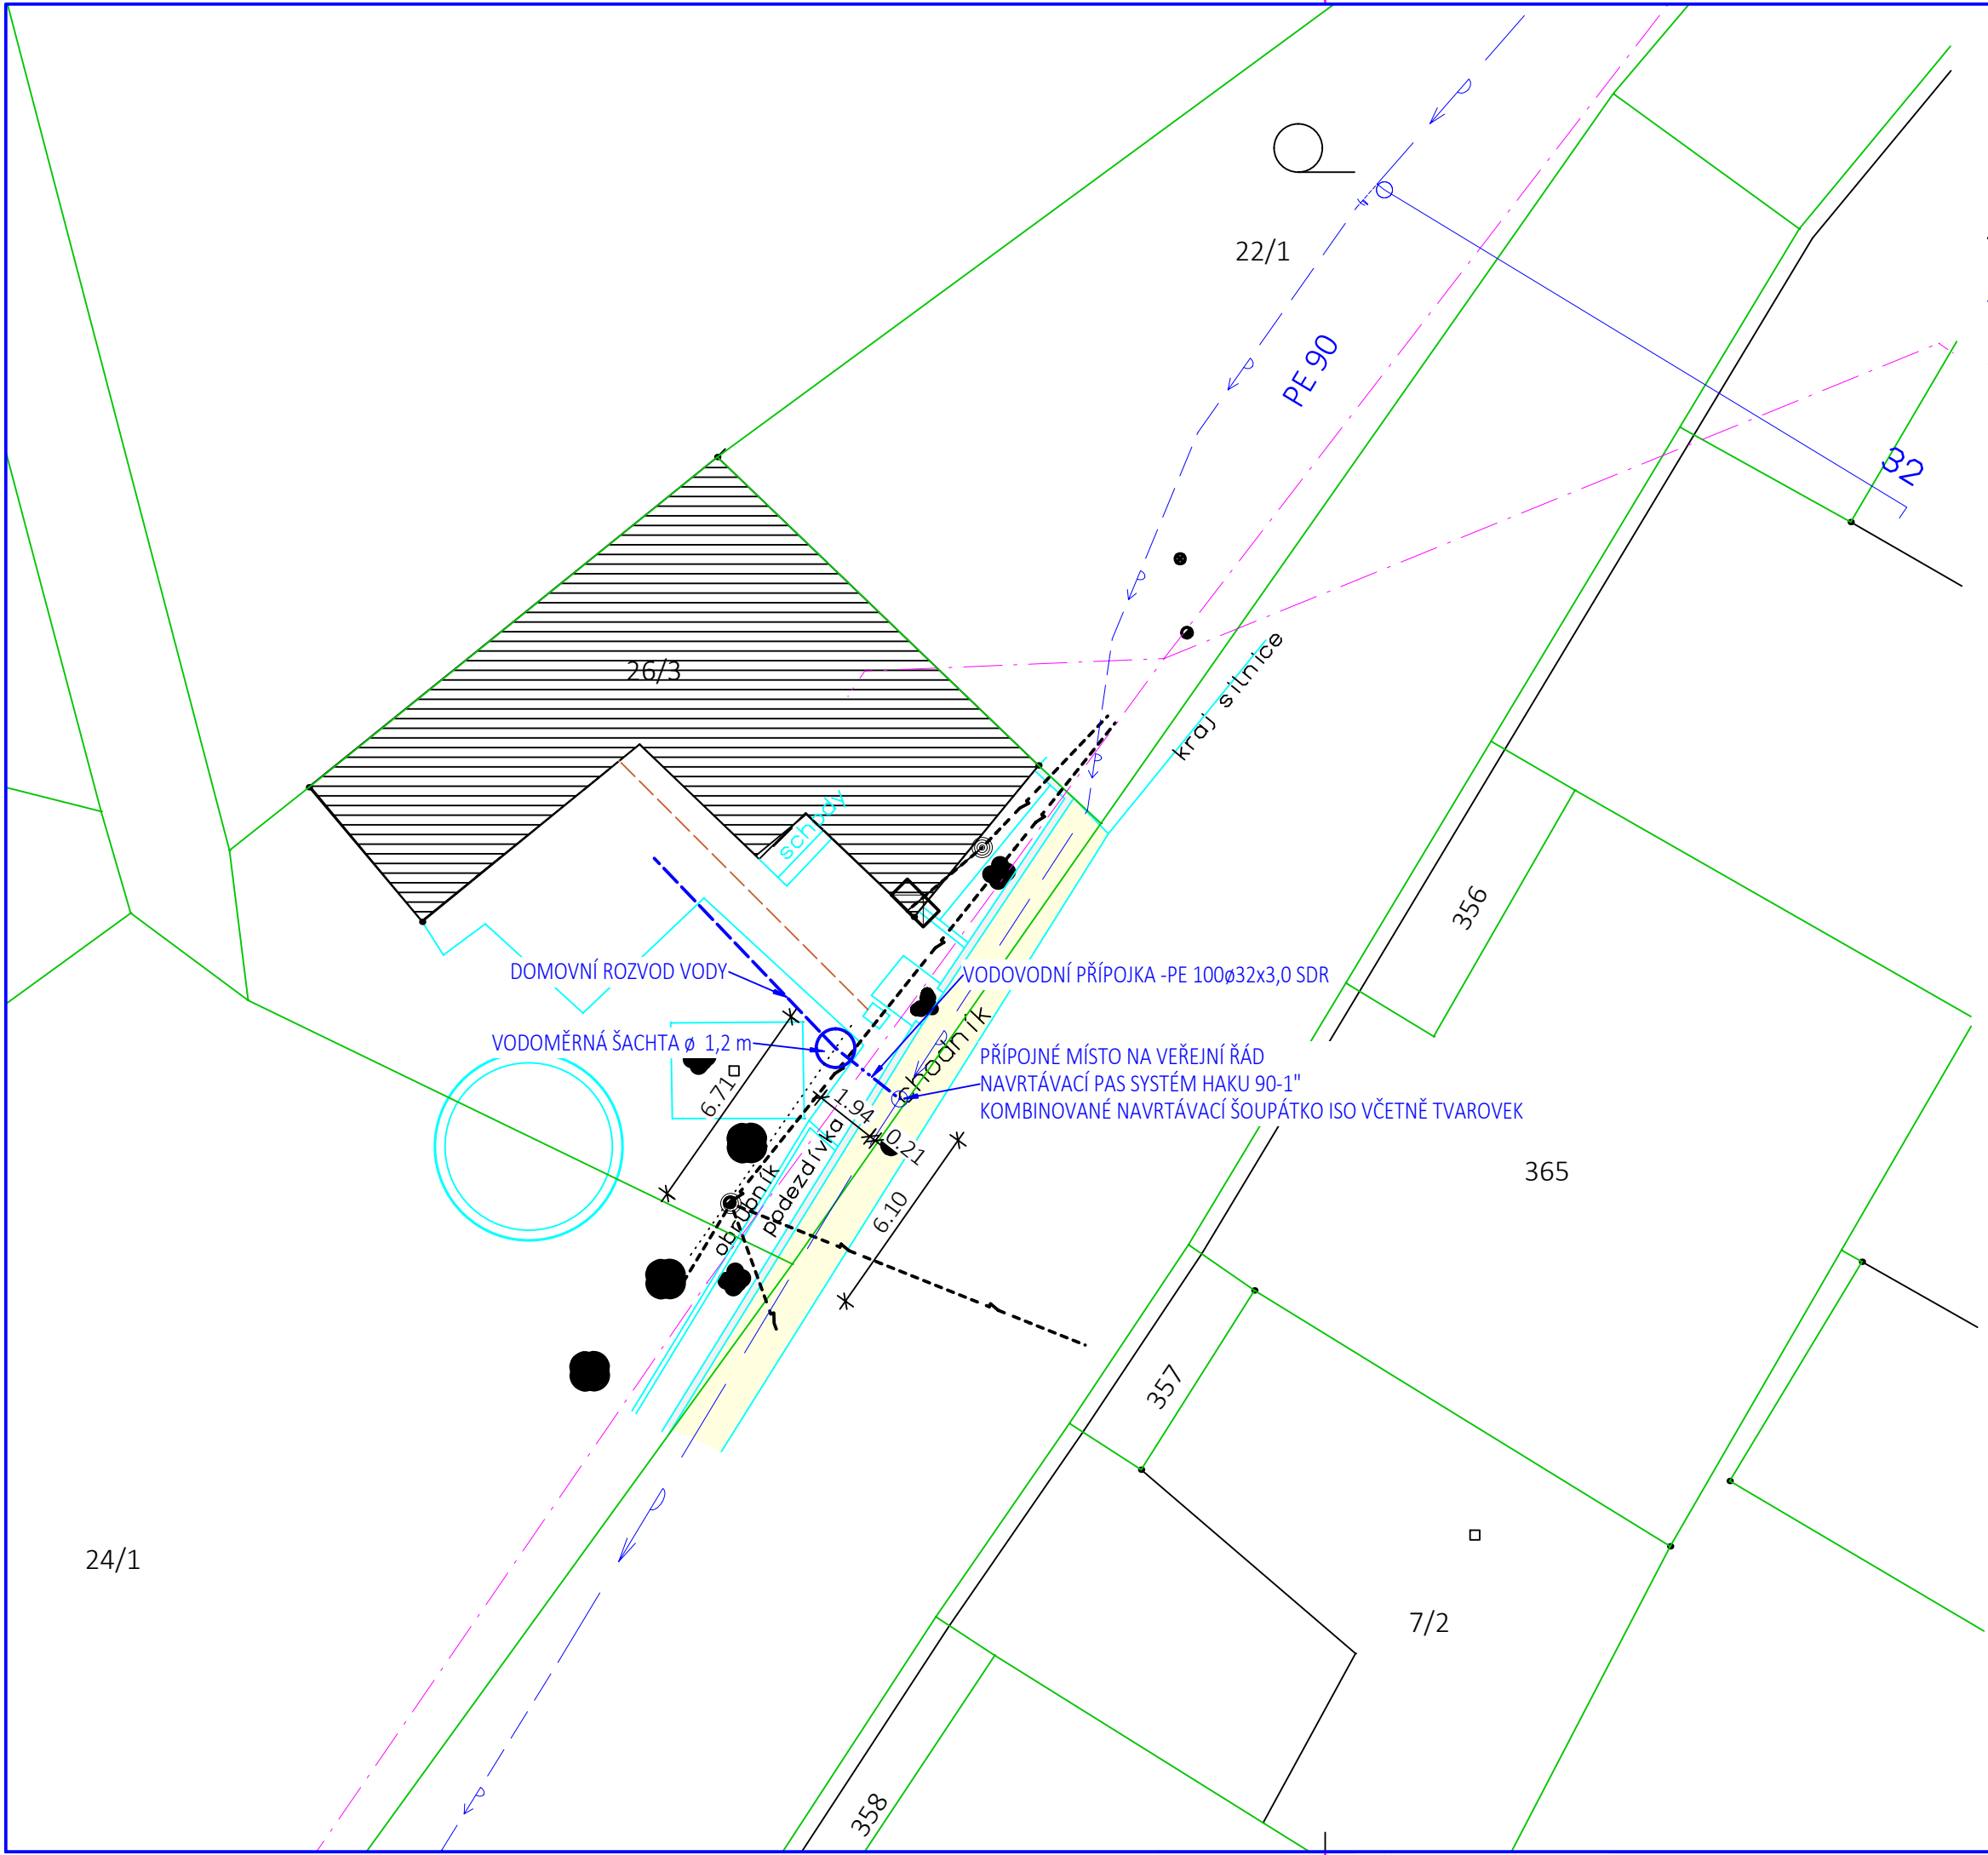 22/1
PE 90
32
26/3
kraj silnice
schody
356
DOMOVNÍ ROZVOD VODY
VODOVODNÍ PŘÍPOJKA -PE 100ø32x3,0 SDR
VODOMĚRNÁ ŠACHTA ø 1,2 m
chodník
PŘÍPOJNÉ MÍSTO NA VEŘEJNÍ ŘÁD
NAVRTÁVACÍ PAS SYSTÉM HAKU 90-1"
KOMBINOVANÉ NAVRTÁVACÍ ŠOUPÁTKO ISO VČETNĚ TVAROVEK
6.71
1.94
0.21
365
podezdívka
obrubník
6.10
357
24/1
7/2
358